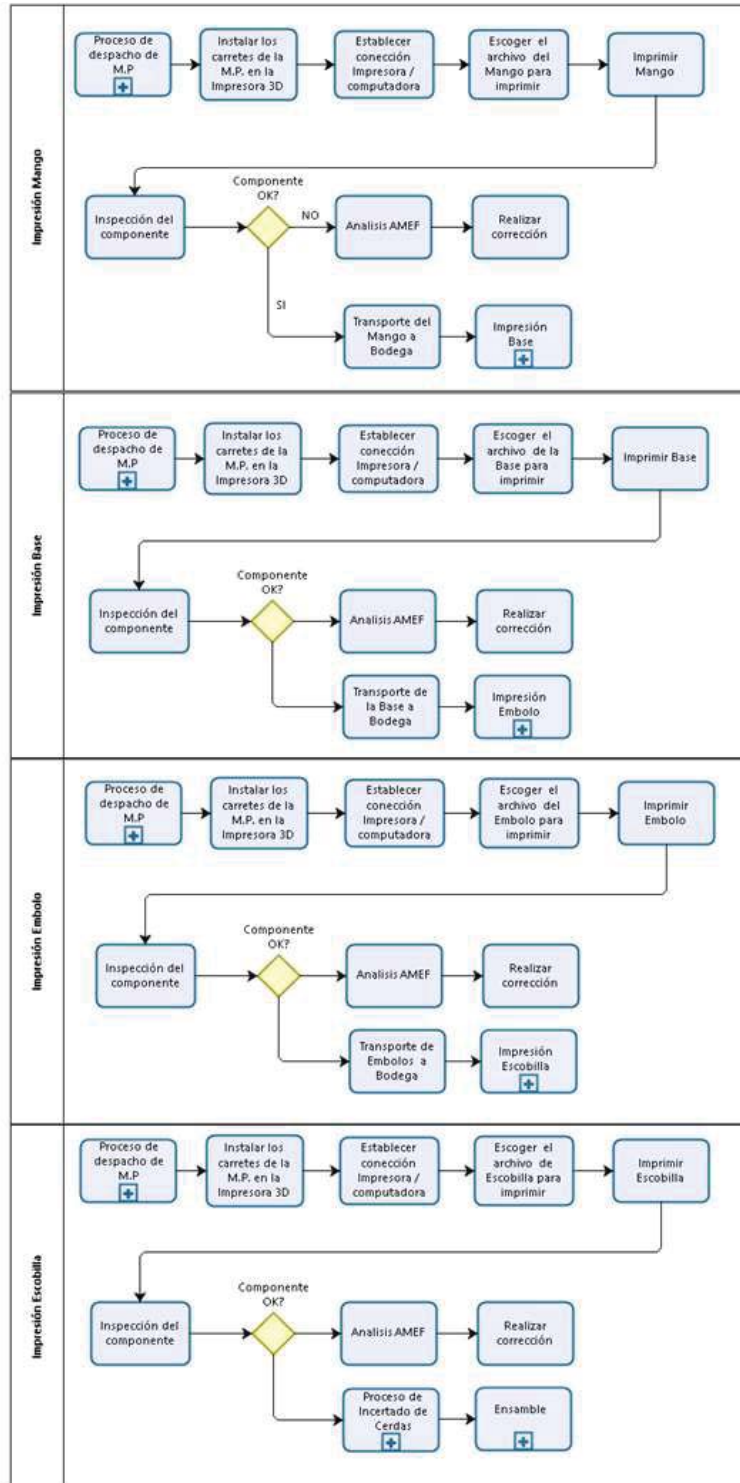 Impresión Mango
Proceso de
despacho de
M.P
Instalar los
carretes de la
M.P. en la
Impresora 3D
Establecer
conección
Impresora /
computadora
Escoger el
archivo del
Mango para
imprimir
Imprimir
Mango
Inspección del
componente
Componente
OK?
NO
Analisis AMEF
Realizar
corrección
SI
Transporte del
Mango a
Bodega
Impresión
Base
Impresión Base
Proceso de
despacho de
M.P
Instalar los
carretes de la
M.P. en la
Impresora 3D
Establecer
conección
Impresora /
computadora
Escoger el
archivo de la
Base para
imprimir
Imprimir Base
Inspección del
componente
Componente
OK?
Analisis AMEF
Realizar
corrección
Transporte de
la Base a
Bodega
Impresión
Embolo
Impresión Embolo
Proceso de
despacho de
M.P
Instalar los
carretes de la
M.P. en la
Impresora 3D
Establecer
conección
Impresora /
computadora
Escoger el
archivo del
Embolo para
imprimir
Imprimir
Embolo
Inspección del
componente
Componente
OK?
Analisis AMEF
Realizar
corrección
Transporte de
Embolos a
Bodega
Impresión
Escobilla
Impresión Escobilla
Proceso de
despacho de
M.P
Instalar los
carretes de la
M.P. en la
Impresora 3D
Establecer
conección
Impresora /
computadora
Escoger el
archivo de
Escobilla para
imprimir
Imprimir
Escobilla
Inspección del
componente
Componente
OK?
Analisis AMEF
Realizar
corrección
Proceso de
Incertado de
Cerdas
Ensamble